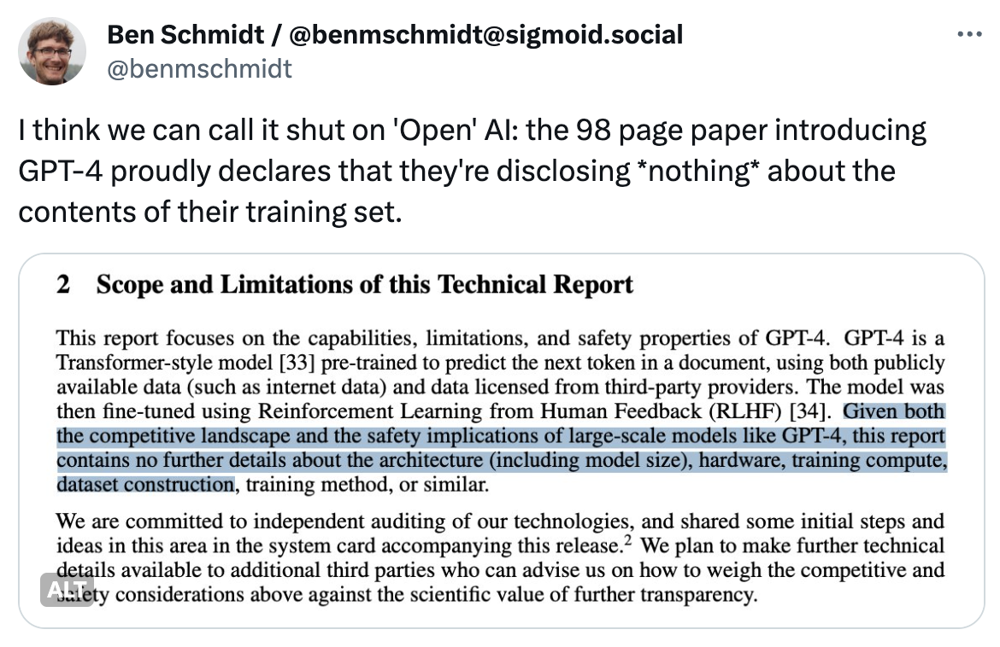 Ben Schmidt / @benmschmidt@sigmoid.social
@benmschmidt
I think we can call it shut on 'Open' AI: the 98 page paper introducing
GPT-4 proudly declares that they're disclosing *nothing* about the
contents of their training set.
2 Scope and Limitations of this Technical Report
This report focuses on the capabilities, limitations, and safety properties of GPT-4. GPT-4 is a
Transformer-style model [33] pre-trained to predict the next token in a document, using both publicly
available data (such as internet data) and data licensed from third-party providers. The model was
then fine-tuned using Reinforcement Learning from Human Feedback (RLHF) [34]. Given both
the competitive landscape and the safety implications of large-scale models like GPT-4, this report
contains no further details about the architecture (including model size), hardware, training compute,
dataset construction, training method, or similar.
We are committed to independent auditing of our technologies, and shared some initial steps and
ideas in this area in the system card accompanying this release.2 We plan to make further technical
details available to additional third parties who can advise us on how to weigh the competitive and
safety considerations above against the scientific value of further transparency.
ALT